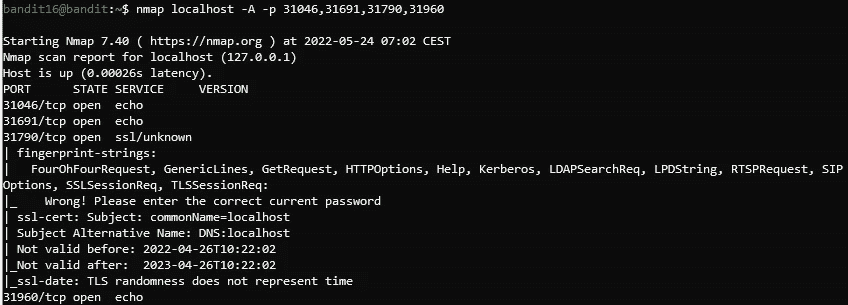 bandit16@bandit:~$ nmap localhost -A -p 31046,31691,31790,31960
Starting Nmap 7.40 ( https://nmap.org ) at 2022-05-24 07:02 CEST
Nmap scan report for localhost (127.0.0.1)
Host is up (0.00026s latency).
PORT      STATE SERVICE     VERSION
31046/tcp open  echo
31691/tcp open  echo
31790/tcp open  ssl/unknown
| fingerprint-strings:
|   FourOhFourRequest, GenericLines, GetRequest, HTTPOptions, Help, Kerberos, LDAPSearchReq, LPDString, RTSPRequest, SIP
Options, SSLSessionReq, TLSSessionReq:
|_    Wrong! Please enter the correct current password
| ssl-cert: Subject: commonName=localhost
| Subject Alternative Name: DNS:localhost
| Not valid before: 2022-04-26T10:22:02
|_Not valid after:  2023-04-26T10:22:02
|_ssl-date: TLS randomness does not represent time
31960/tcp open  echo